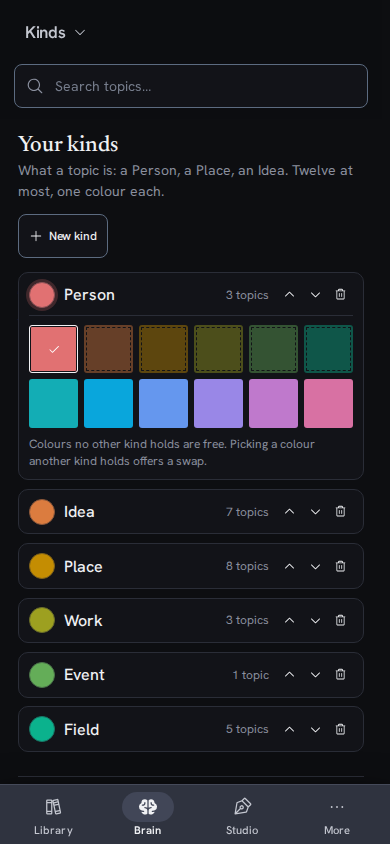 Kinds
Search topics...
Your kinds
What a topic is: a Person, a Place, an Idea. Twelve at
most, one colour each.
New kind
Person
3 topics
Colours no other kind holds are free. Picking a colour
another kind holds offers a swap.
Idea
7 topics
Place
8 topics
Work
3 topics
Event
1 topic
Field
5 topics
Library
Brain
Studio
More